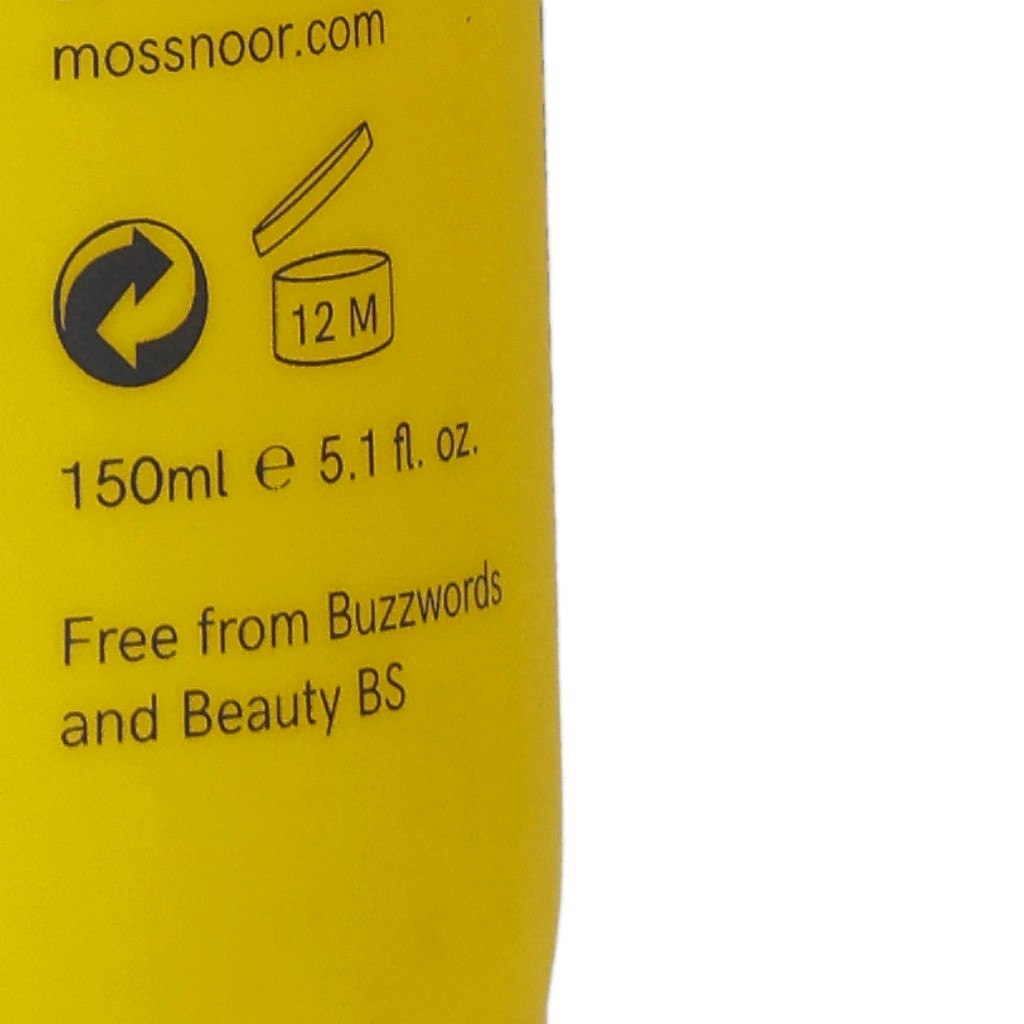 mossnoor.com
12 M
150ml ℮ 5.1 fl. oz.
Free from Buzzwords
and Beauty BS